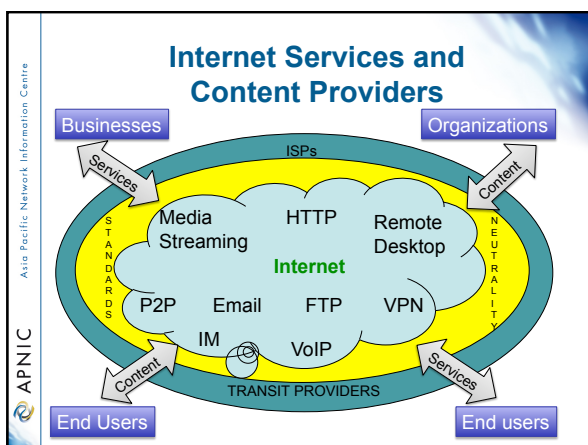 Internet Services and
Content Providers
Asia Pacific Network Information Centre
APNIC
Businesses
Organizations
ISPs
Services
Content
STANDARDS
NEUTRALITY
Media
Streaming
HTTP
Remote
Desktop
Internet
P2P
Email
FTP
VPN
IM
VoIP
Content
Services
TRANSIT PROVIDERS
End Users
End users